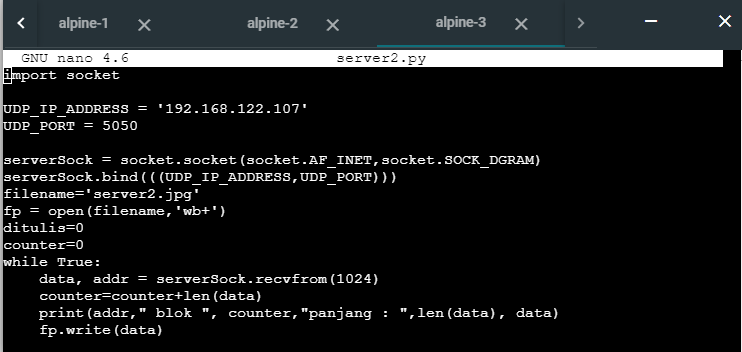 alpine-1 alpine-2 alpine-3
GNU nano 4.6 server2.py
import socket
UDP_IP_ADDRESS = '192.168.122.107'
UDP_PORT = 5050
serverSock = socket.socket(socket.AF_INET,socket.SOCK_DGRAM)
serverSock.bind(((UDP_IP_ADDRESS,UDP_PORT)))
filename='server2.jpg'
fp = open(filename,'wb+')
ditulis=0
counter=0
while True:
    data, addr = serverSock.recvfrom(1024)
    counter=counter+len(data)
    print(addr," blok ", counter,"panjang : ",len(data), data)
    fp.write(data)